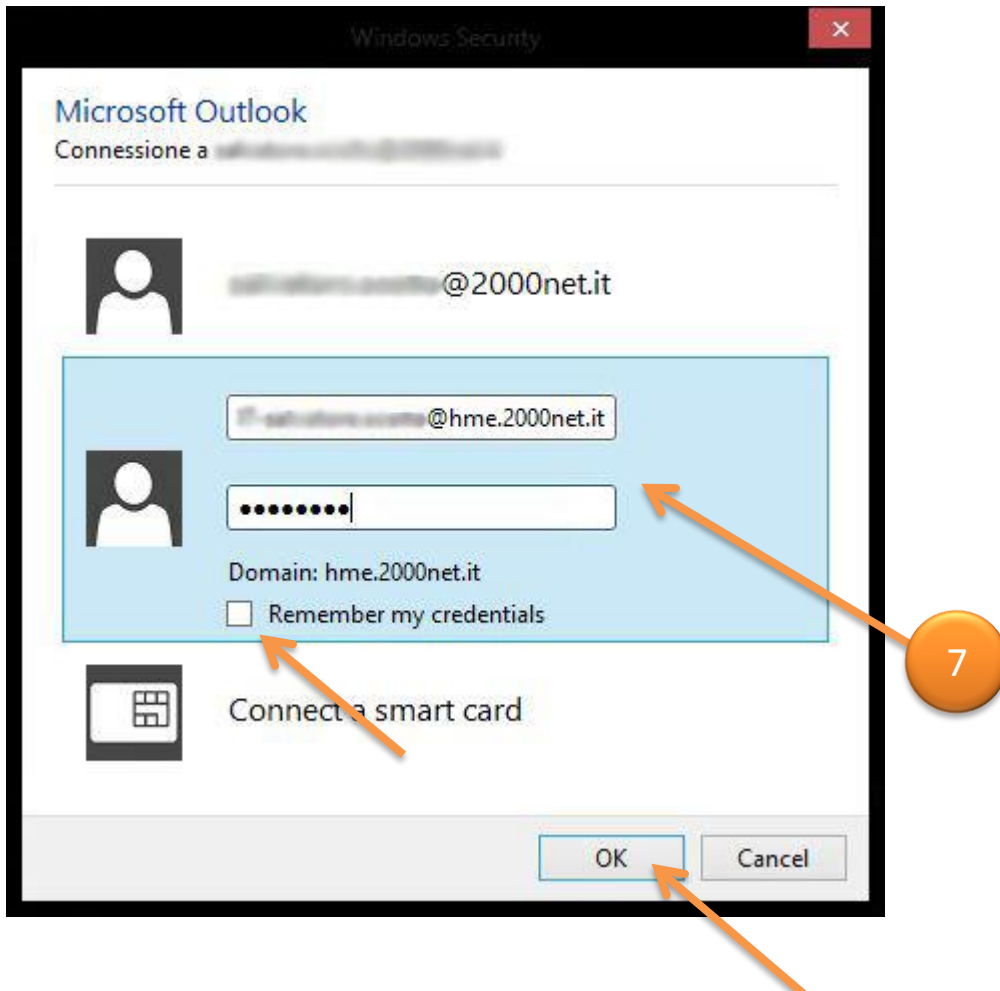 Windows Security
Microsoft Outlook
Connessione a
@2000net.it
@hme.2000net.it
Domain: hme.2000net.it
Remember my credentials
7
Connect a smart card
OK Cancel